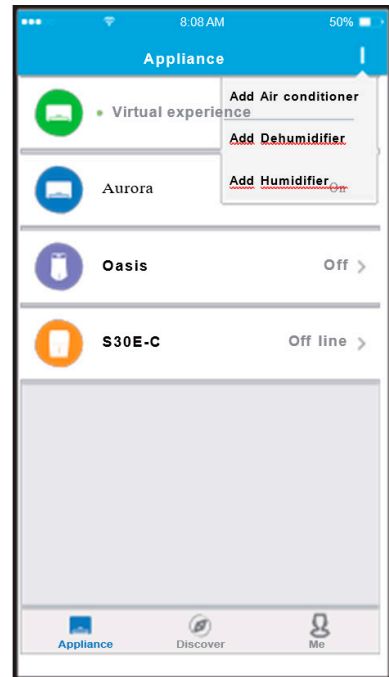 8:08 AM 50%
Appliance
Add Air conditioner
• Virtual experience
Add Dehumidifier
Add Humidifier
Aurora On
Oasis Off >
S30E-C Off line >
Appliance Discover Me